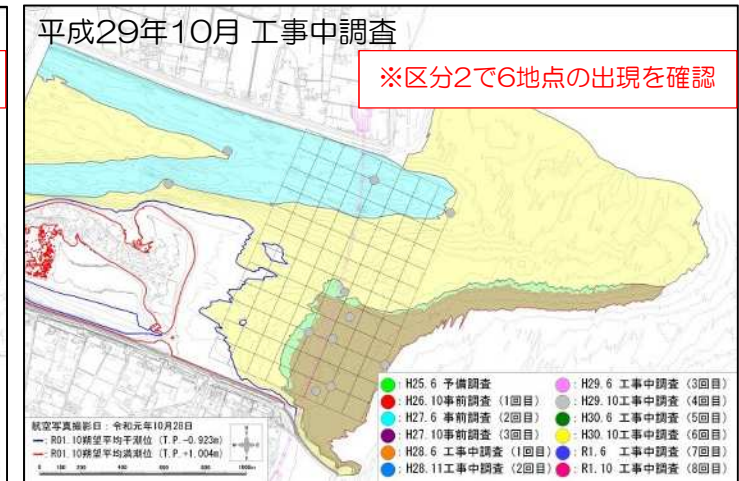 平成29年10月 工事中調査
※区分2で6地点の出現を確認
: H25.6 予備調査
: H26.10事前調査 (1回目)
: H27.6 事前調査 (2回目)
: H27.10事前調査 (3回目)
: H28.6 工事中調査 (1回目)
: H28.11工事中調査 (2回目)
: H29.6 工事中調査 (3回目)
: H29.10工事中調査 (4回目)
: H30.6 工事中調査 (5回目)
: H30.10工事中調査 (6回目)
: R1.6 工事中調査 (7回目)
: R1.10 工事中調査 (8回目)
航空写真撮影日：令和元年10月28日
: R01.10朔望平均干潮位 (T.P.-0.923m)
: R01.10朔望平均満潮位 (T.P.+1.004m)